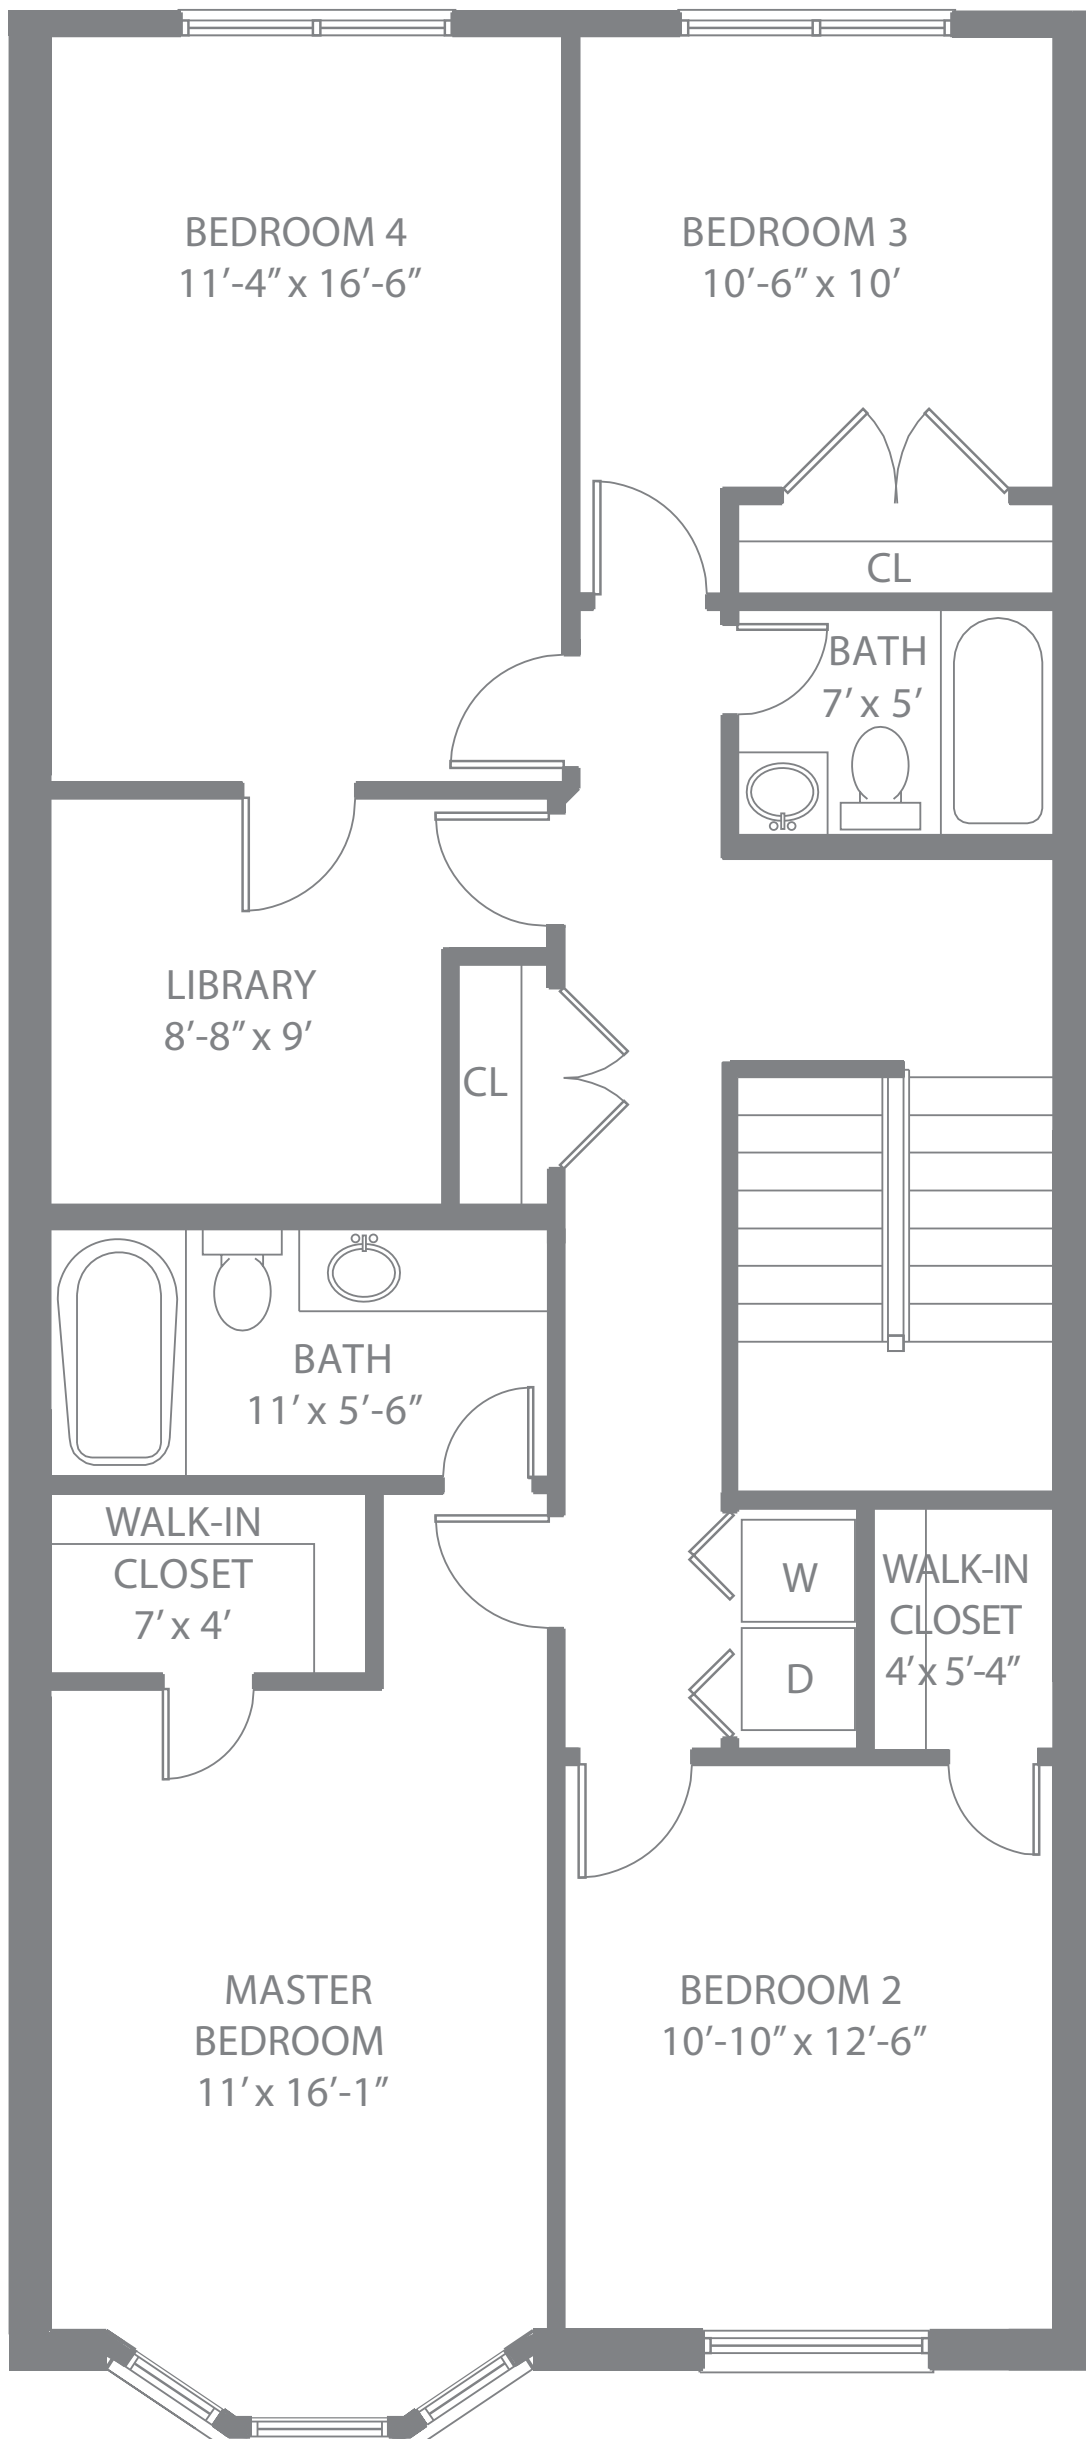 BEDROOM 4
11'-4" x 16'-6"
BEDROOM 3
10'-6" x 10'
CL
BATH
7' x 5'
LIBRARY
8'-8" x 9'
CL
BATH
11' x 5'-6"
WALK-IN
CLOSET
7' x 4'
W
D
WALK-IN
CLOSET
4' x 5'-4"
MASTER
BEDROOM
11' x 16'-1"
BEDROOM 2
10'-10" x 12'-6"